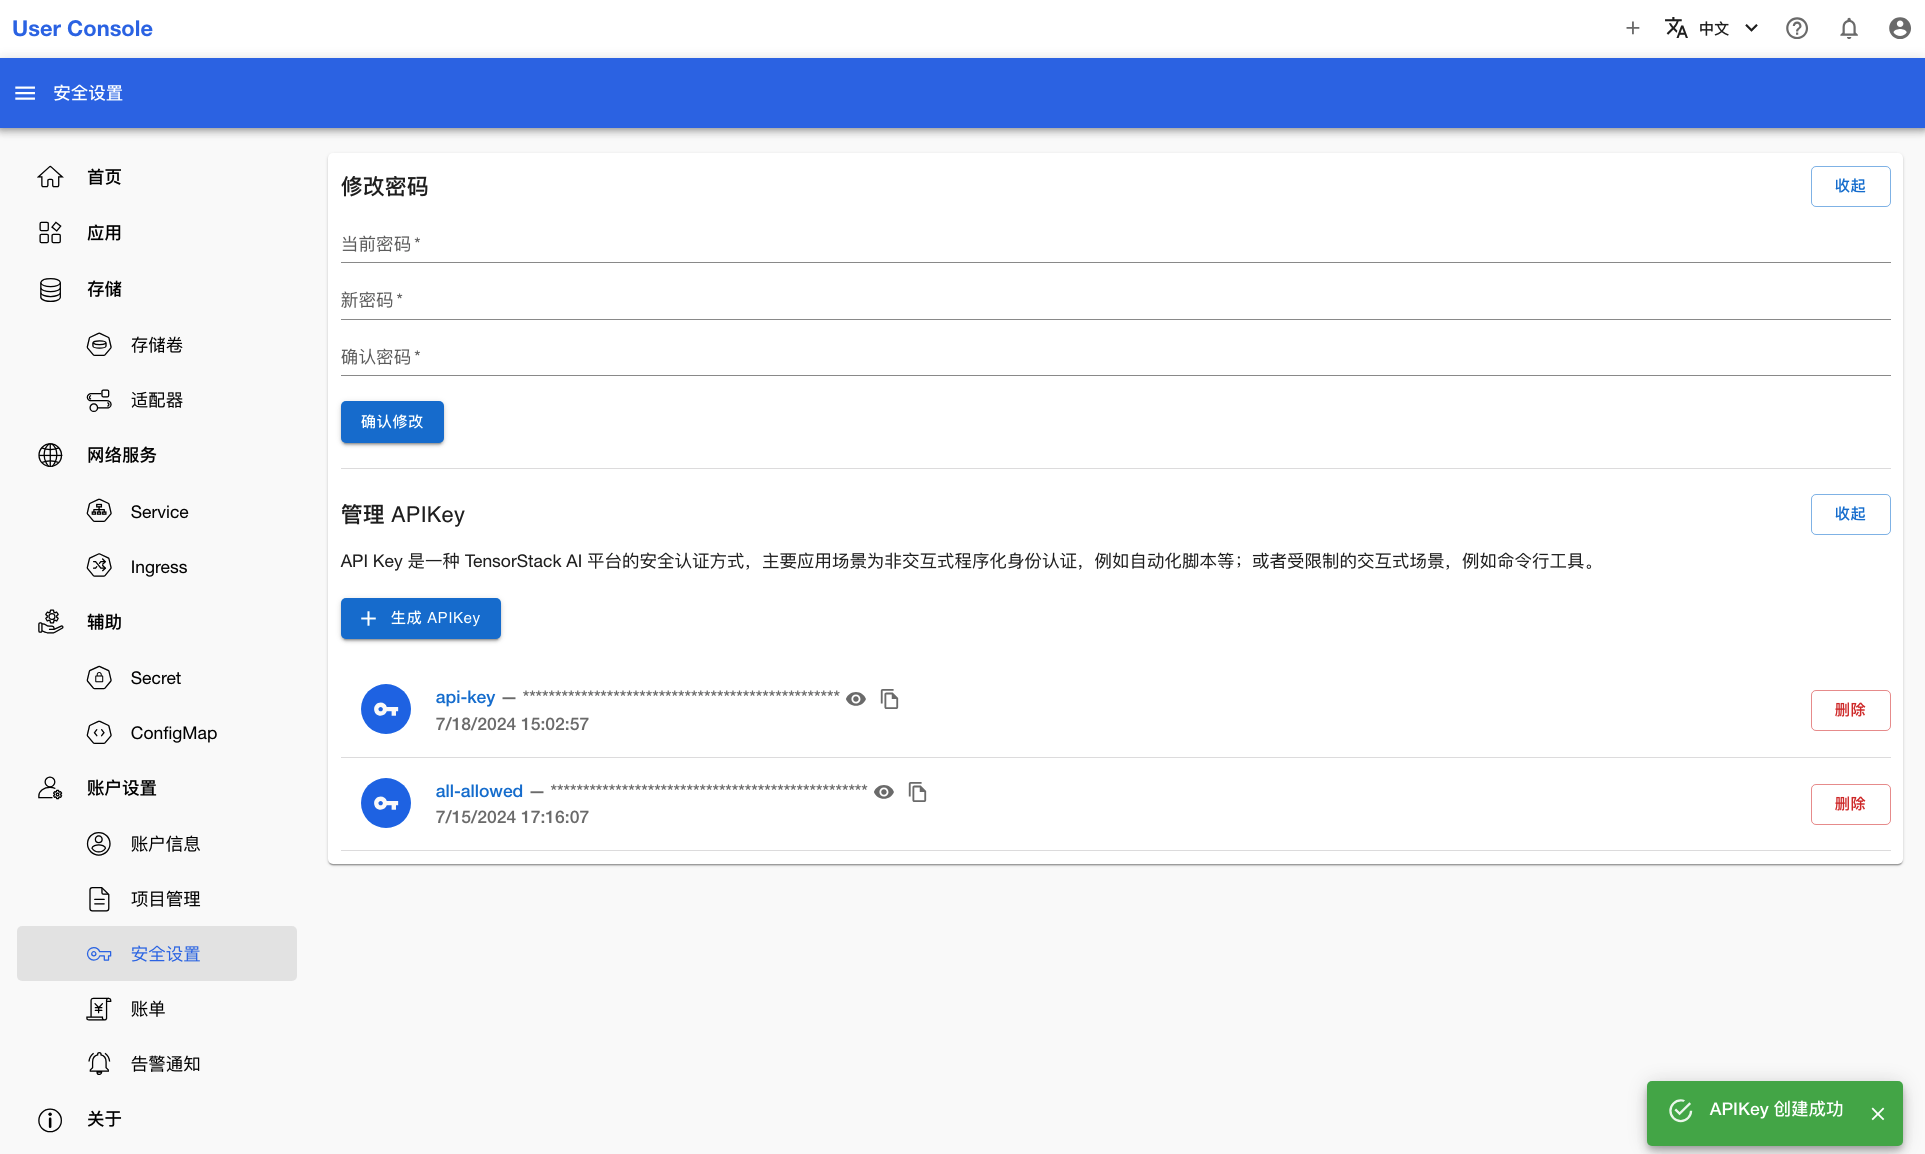 User Console
中文
安全设置
首页
应用
存储
存储卷
适配器
网络服务
Service
Ingress
辅助
Secret
ConfigMap
账户设置
账户信息
项目管理
安全设置
账单
告警通知
关于
修改密码
收起
当前密码 *
新密码 *
确认密码 *
确认修改
管理 APIKey
收起
API Key 是一种 TensorStack AI 平台的安全认证方式，主要应用场景为非交互式程序化身份认证，例如自动化脚本等；或者受限制的交互式场景，例如命令行工具。
生成 APIKey
api-key — *************************************************
7/18/2024 15:02:57
删除
all-allowed — *************************************************
7/15/2024 17:16:07
删除
APIKey 创建成功